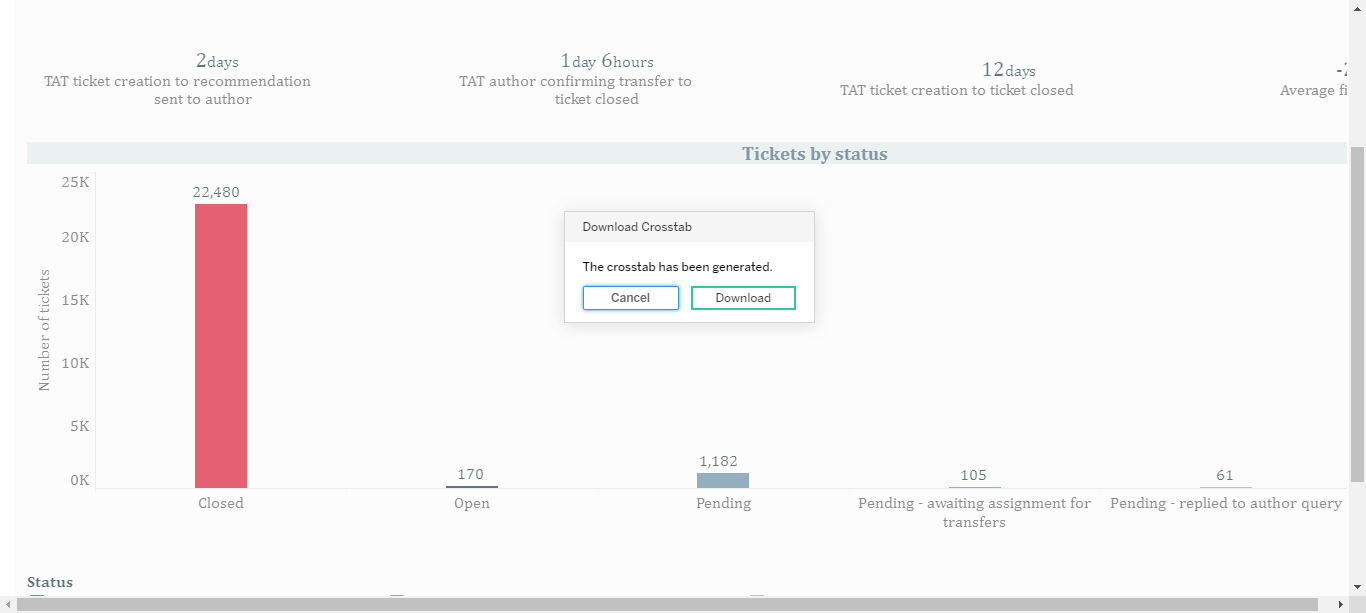 2days
TAT ticket creation to recommendation
sent to author
1day 6hours
TAT author confirming transfer to
ticket closed
12days
TAT ticket creation to ticket closed
Average
Tickets by status
Number of tickets
25K
20K
15K
10K
5K
0K
22,480
170
1,182
105
61
Closed
Open
Pending
Pending - awaiting assignment for
transfers
Pending - replied to author query
Download Crosstab
The crosstab has been generated.
Cancel
Download
Status